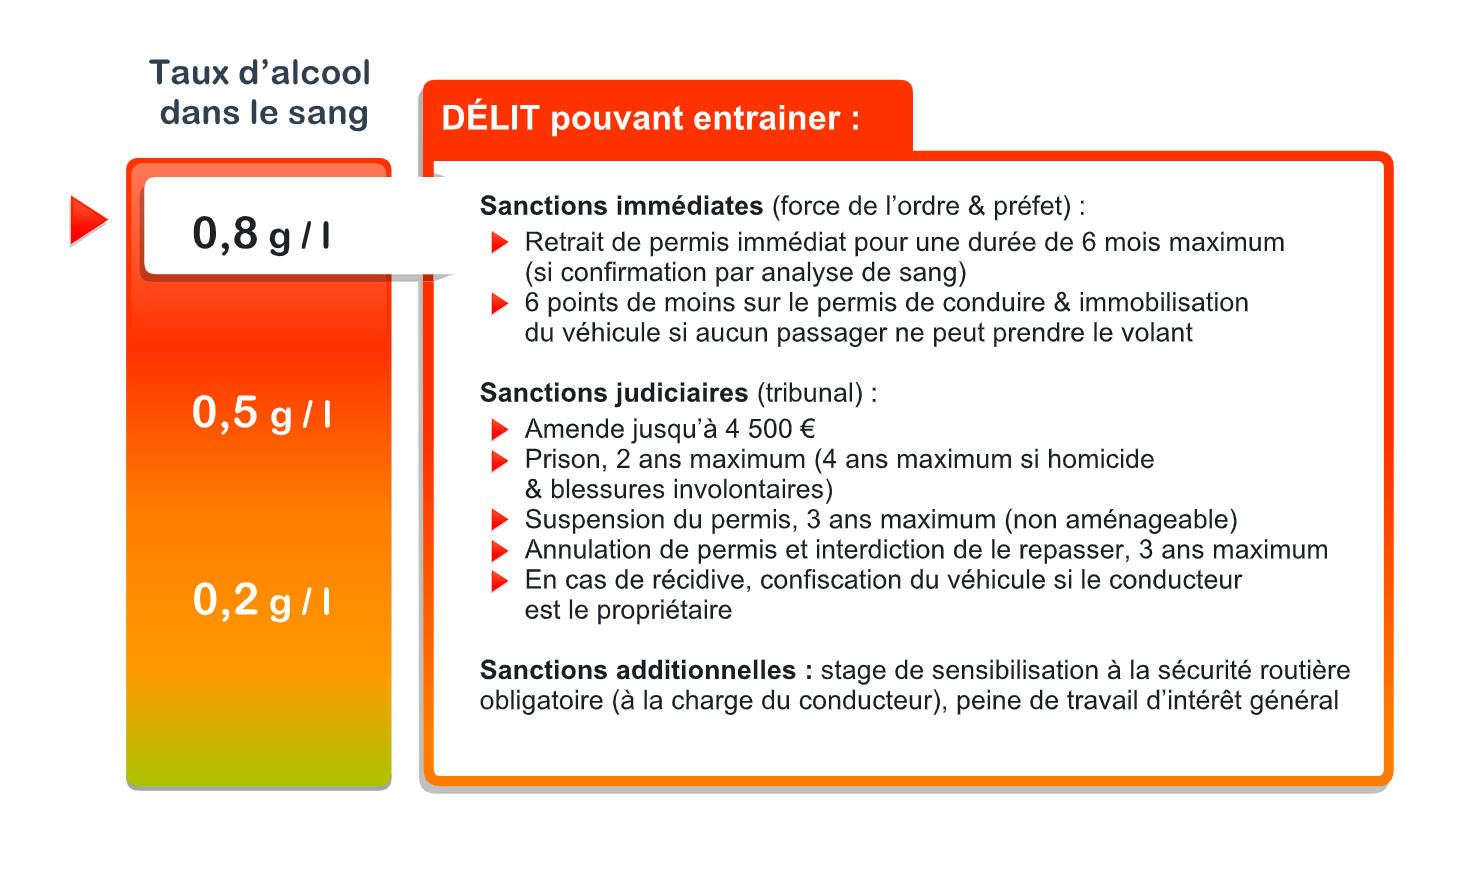 Taux d’alcool
dans le sang
DÉLIT pouvant entrainer :
0,8 g / l
0,5 g / l
0,2 g / l
Sanctions immédiates (force de l’ordre & préfet) :
Retrait de permis immédiat pour une durée de 6 mois maximum
(si confirmation par analyse de sang)
6 points de moins sur le permis de conduire & immobilisation
du véhicule si aucun passager ne peut prendre le volant
Sanctions judiciaires (tribunal) :
Amende jusqu’à 4 500 €
Prison, 2 ans maximum (4 ans maximum si homicide
& blessures involontaires)
Suspension du permis, 3 ans maximum (non aménageable)
Annulation de permis et interdiction de le repasser, 3 ans maximum
En cas de récidive, confiscation du véhicule si le conducteur
est le propriétaire
Sanctions additionnelles : stage de sensibilisation à la sécurité routière
obligatoire (à la charge du conducteur), peine de travail d’intérêt général